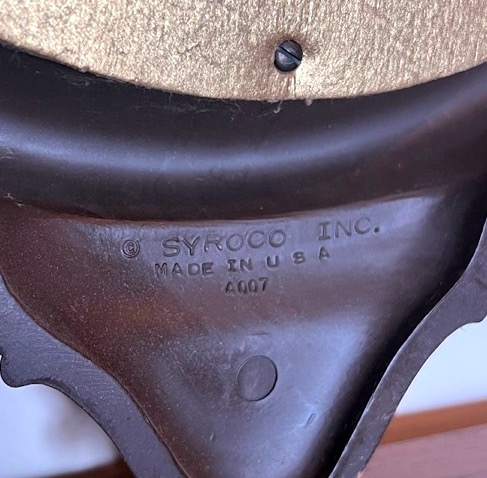 © SYROCO INC.
MADE IN U S A
4007